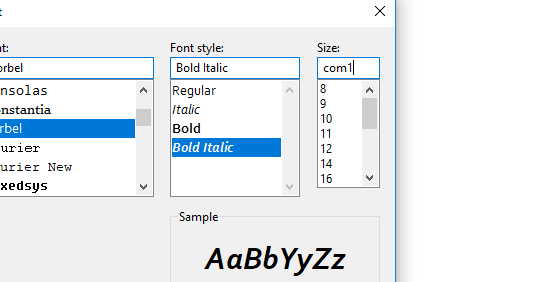 t
nt: Font style: Size:
orbel Bold Italic com1
nsolas Regular 8
onstantia Italic 9
rbel Bold 10
urier Bold Italic 11
urier New 12
xedsys 14
16
Sample
AaBbYyZz